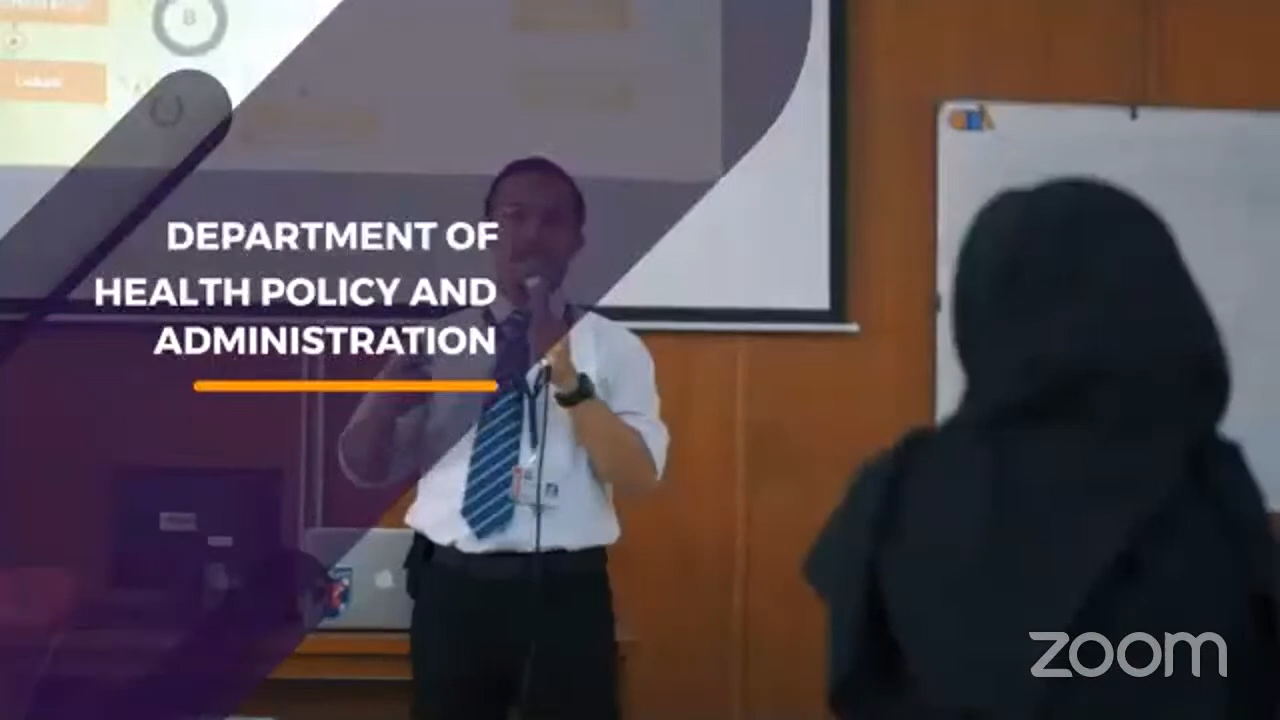 B
DEPARTMENT OF
HEALTH POLICY AND
ADMINISTRATION
zoom